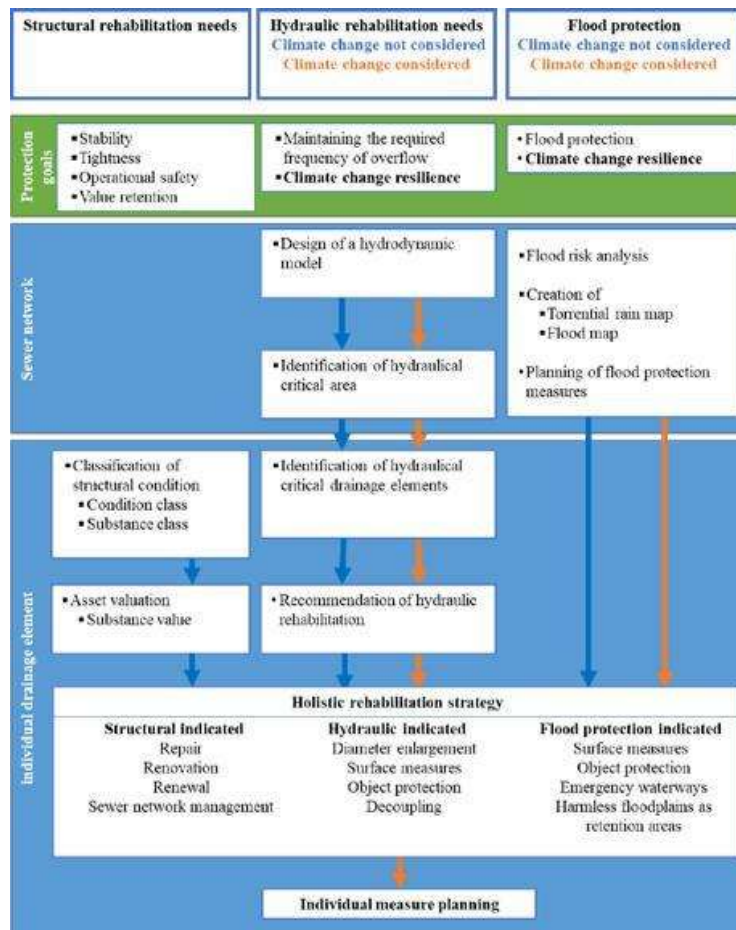 Structural rehabilitation needs
Hydraulic rehabilitation needs
Climate change not considered
Climate change considered
Flood protection
Climate change not considered
Climate change considered
Protection
goals
▪Stability
▪Tightness
▪Operational safety
▪Value retention
▪Maintaining the required
frequency of overflow
▪Climate change resilience
▪Flood protection
▪Climate change resilience
Sewer network
▪Design of a hydrodynamic
model
▪Identification of hydraulical
critical area
▪Flood risk analysis
▪Creation of
▪Torrential rain map
▪Flood map
▪Planning of flood protection
measures
Individual drainage element
▪Classification of
structural condition
▪Condition class
▪Substance class
▪Identification of hydraulical
critical drainage elements
▪Asset valuation
▪Substance value
▪Recommendation of hydraulic
rehabilitation
Holistic rehabilitation strategy
Structural indicated
Repair
Renovation
Renewal
Sewer network management
Hydraulic indicated
Diameter enlargement
Surface measures
Object protection
Decoupling
Flood protection indicated
Surface measures
Object protection
Emergency waterways
Harmless floodplains as
retention areas
Individual measure planning